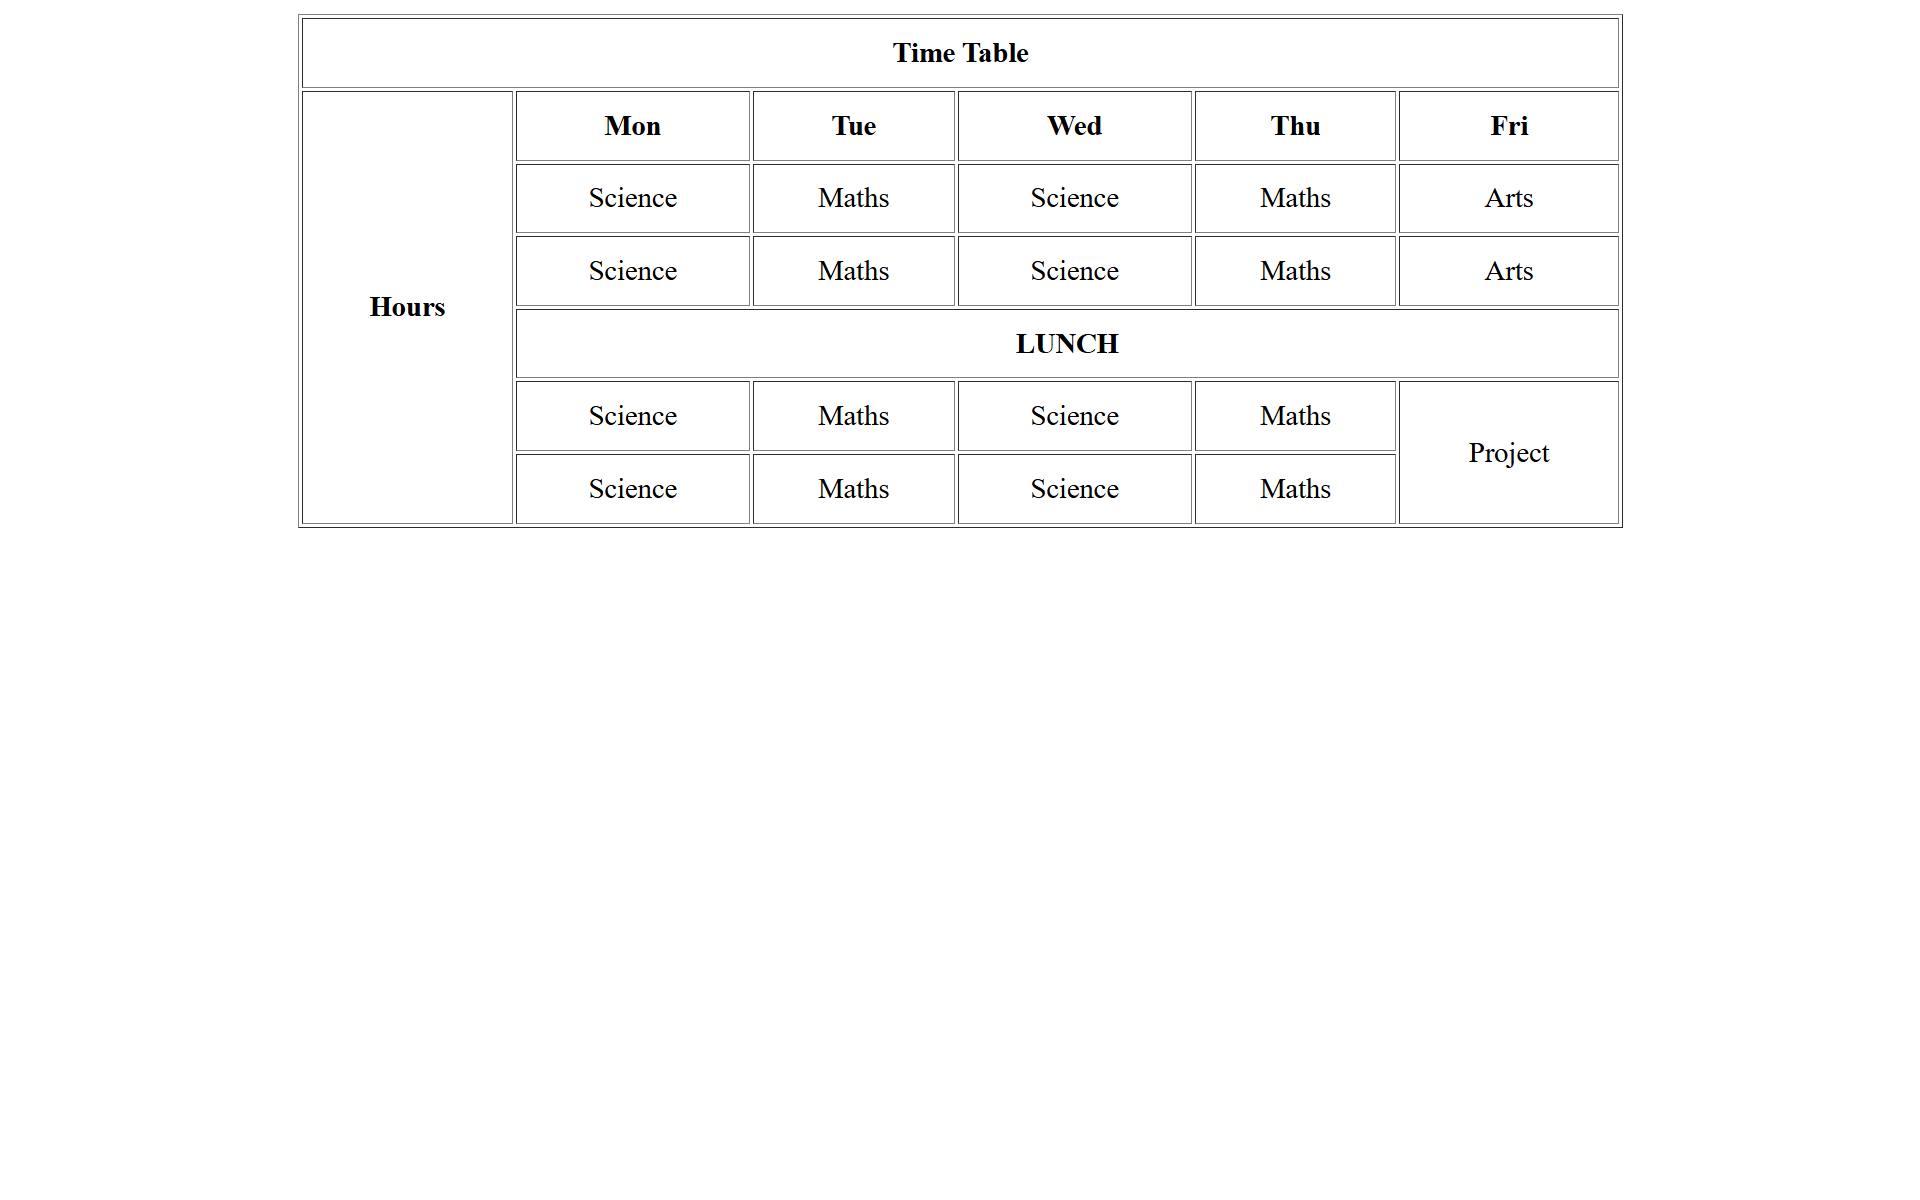 Time Table
Hours Mon Tue Wed Thu Fri
Science Maths Science Maths Arts
Science Maths Science Maths Arts
LUNCH
Science Maths Science Maths Project
Science Maths Science Maths